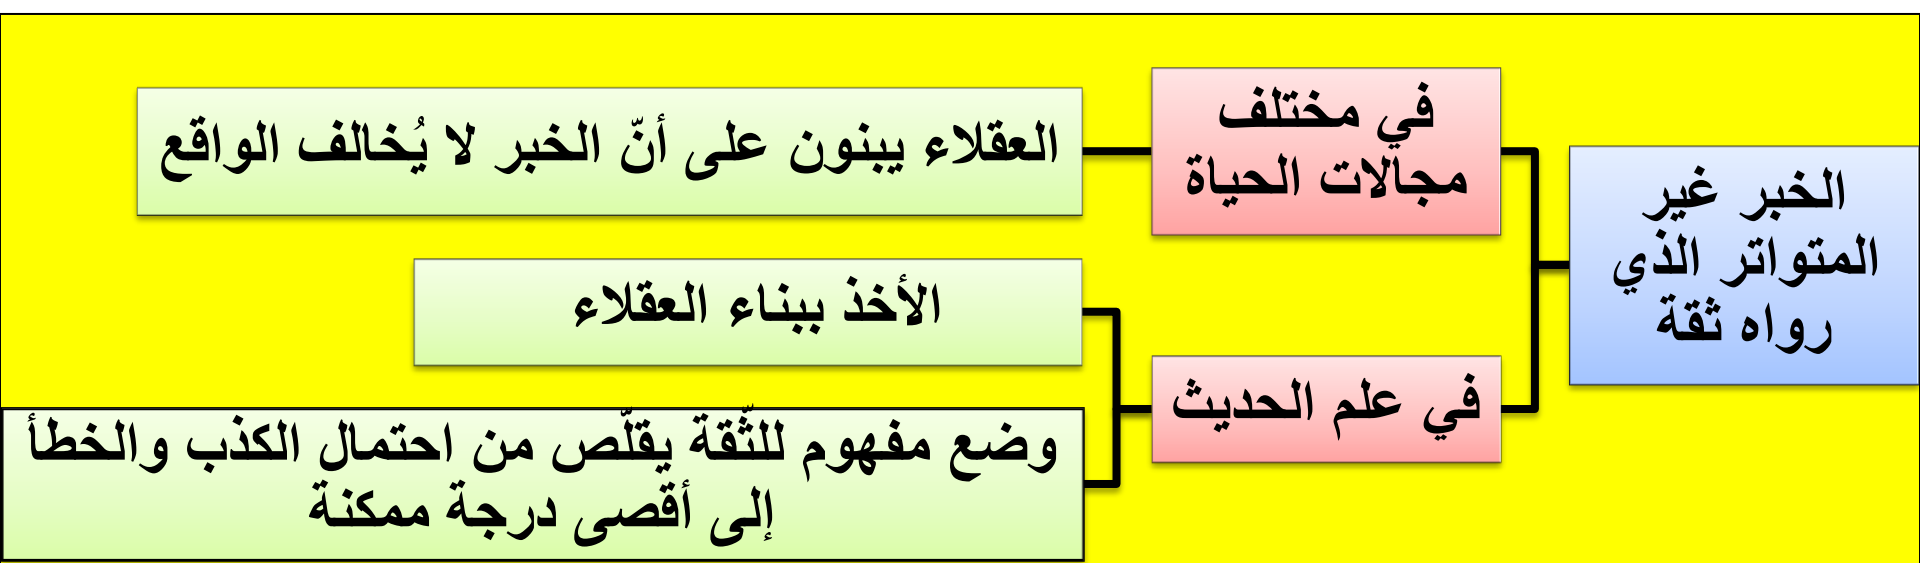 الخبر غير
المتواتر الذي
رواه ثقة
في مختلف
مجالات الحياة
العقلاء يبنون على أنّ الخبر لا يُخالف الواقع
في علم الحديث
الأخذ ببناء العقلاء
وضع مفهوم للثّقة يقلّص من احتمال الكذب والخطأ
إلى أقصى درجة ممكنة